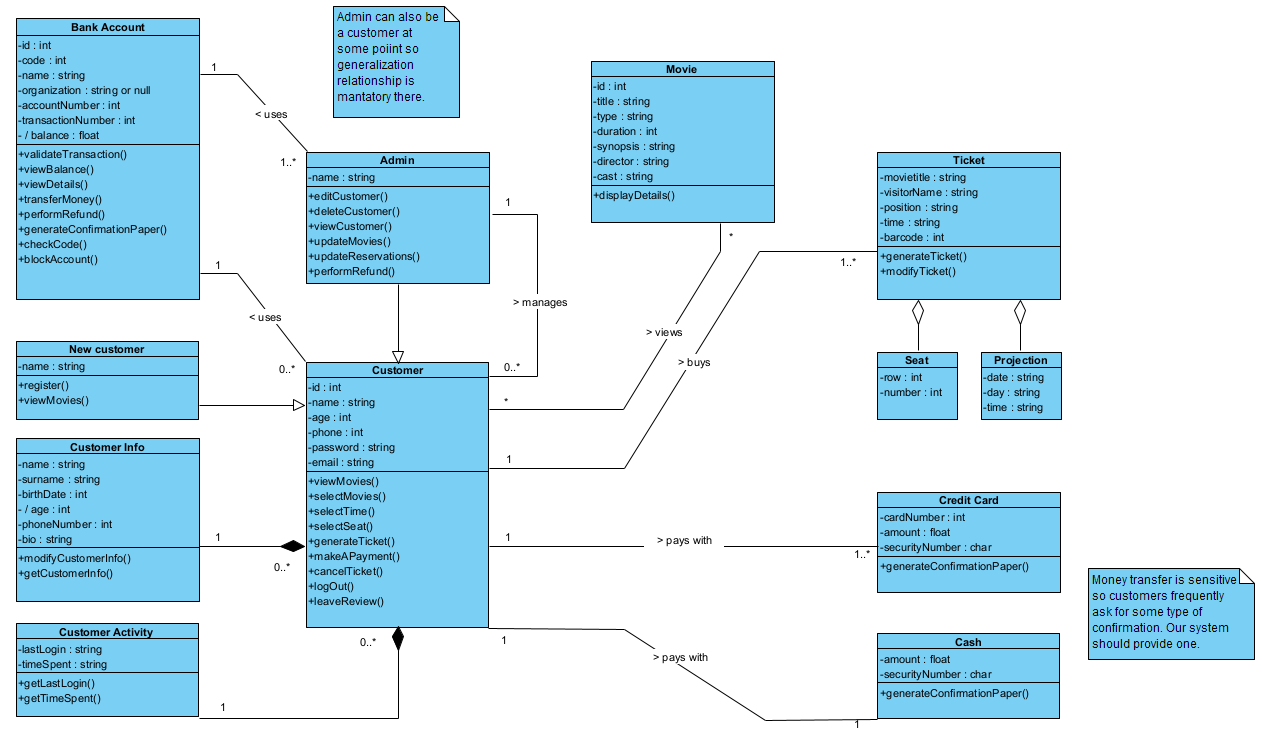 Bank Account
-id : int
-code : int
-name : string
-organization : string or null
-accountNumber : int
-transactionNumber : int
- / balance : float
+validateTransaction()
+viewBalance()
+viewDetails()
+transferMoney()
+performRefund()
+generateConfirmationPaper()
+checkCode()
+blockAccount()
1
< uses
1..*
1
< uses
0..*
Admin can also be
a customer at
some poiint so
generalization
relationship is
mantatory there.
Admin
-name : string
+editCustomer()
+deleteCustomer()
+viewCustomer()
+updateMovies()
+updateReservations()
+performRefund()
1
> manages
0..*
Movie
-id : int
-title : string
-type : string
-duration : int
-synopsis : string
-director : string
-cast : string
+displayDetails()
*
> views
*
Ticket
-movietitle : string
-visitorName : string
-position : string
-time : string
-barcode : int
+generateTicket()
+modifyTicket()
1..*
> buys
1
Seat
-row : int
-number : int
Projection
-date : string
-day : string
-time : string
New customer
-name : string
+register()
+viewMovies()
Customer
-id : int
-name : string
-age : int
-phone : int
-password : string
-email : string
+viewMovies()
+selectMovies()
+selectTime()
+selectSeat()
+generateTicket()
+makeAPayment()
+cancelTicket()
+logOut()
+leaveReview()
Customer Info
-name : string
-surname : string
-birthDate : int
- / age : int
-phoneNumber : int
-bio : string
+modifyCustomerInfo()
+getCustomerInfo()
1
0..*
Customer Activity
-lastLogin : string
-timeSpent : string
+getLastLogin()
+getTimeSpent()
1
0..*
1
> pays with
1..*
Credit Card
-cardNumber : int
-amount : float
-securityNumber : char
+generateConfirmationPaper()
1
> pays with
1
Cash
-amount : float
-securityNumber : char
+generateConfirmationPaper()
Money transfer is sensitive
so customers frequently
ask for some type of
confirmation. Our system
should provide one.